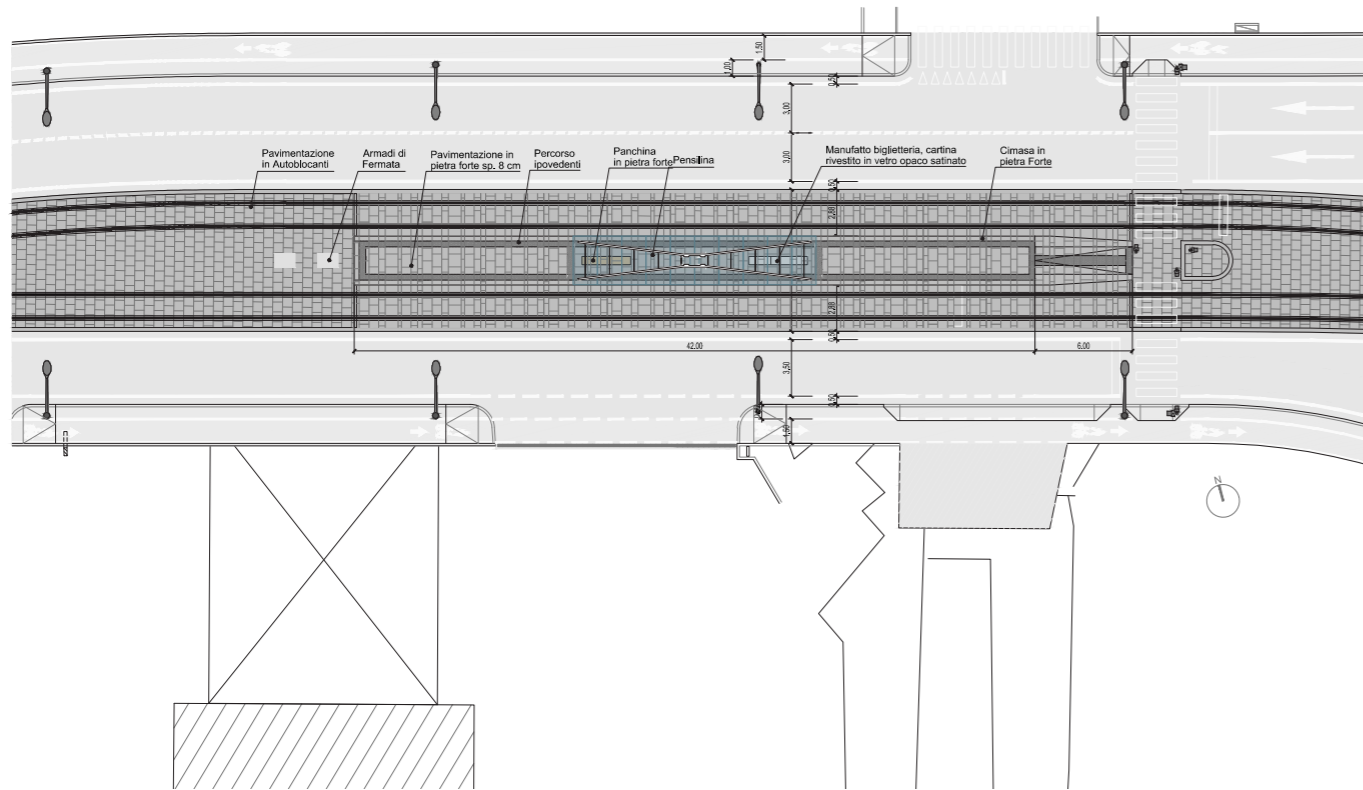 1,50
1,00
0,50
3,00
3,00
0,50
Pavimentazione
in Autoblocanti
Armadi di
Fermata
Pavimentazione in
pietra forte sp. 8 cm
Percorso
ipovedenti
Panchina
in pietra forte
Pensilina
Manufatto biglietteria, cartina
rivestito in vetro opaco satinato
Cimasa in
pietra Forte
2,88
2,88
0,50
42.00
6.00
3,50
0,50
1,50
N